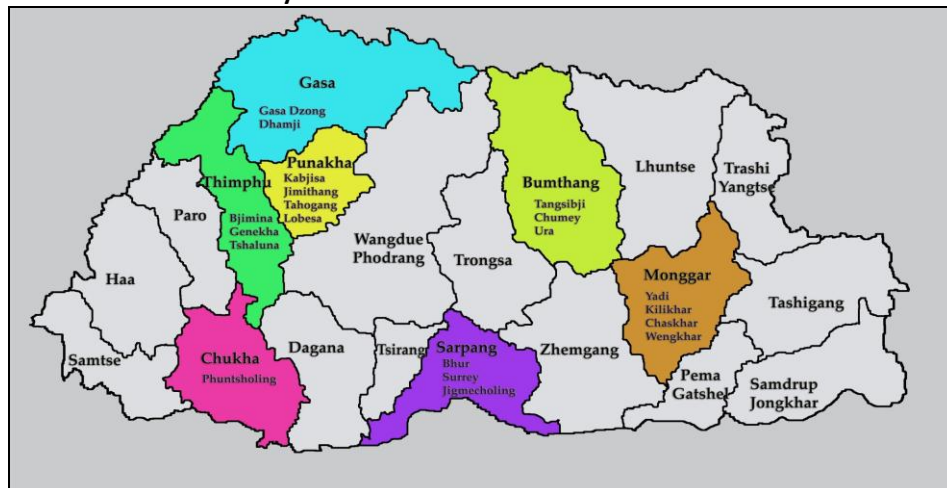 Gasa
Gasa Dzong
Dhamji
Punakha
Kabjisa
Jimithang
Tahogang
Lobesa
Thimphu
Bjimina
Genekha
Tshaluna
Paro
Haa
Samtse
Chukha
Phuntsholing
Dagana
Tsirang
Wangdue
Phodrang
Trongsa
Sarpang
Bhur
Surrey
Jigmecholing
Bumthang
Tangsibji
Chumey
Ura
Zhemgang
Lhuntse
Trashi
Yangtse
Monggar
Yadi
Kilikhar
Chaskhar
Wengkhar
Tashigang
Pema
Gatshel
Samdrup
Jongkhar